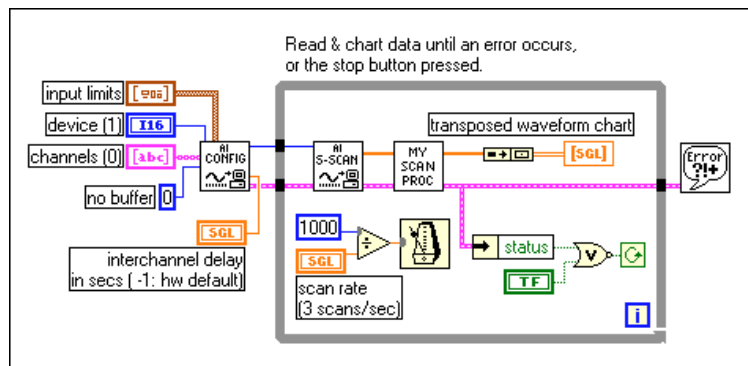 Read & chart data until an error occurs,
or the stop button pressed.
input limits
device (1)
I16
channels (0)
[abc]
no buffer
0
AI
CONFIG
SGL
interchannel delay
in secs ( -1: hw default)
AI
S-SCAN
MY
SCAN
PROC
transposed waveform chart
[SGL]
1000
÷
SGL
scan rate
(3 scans/sec)
status
V
TF
i
Error
?!+